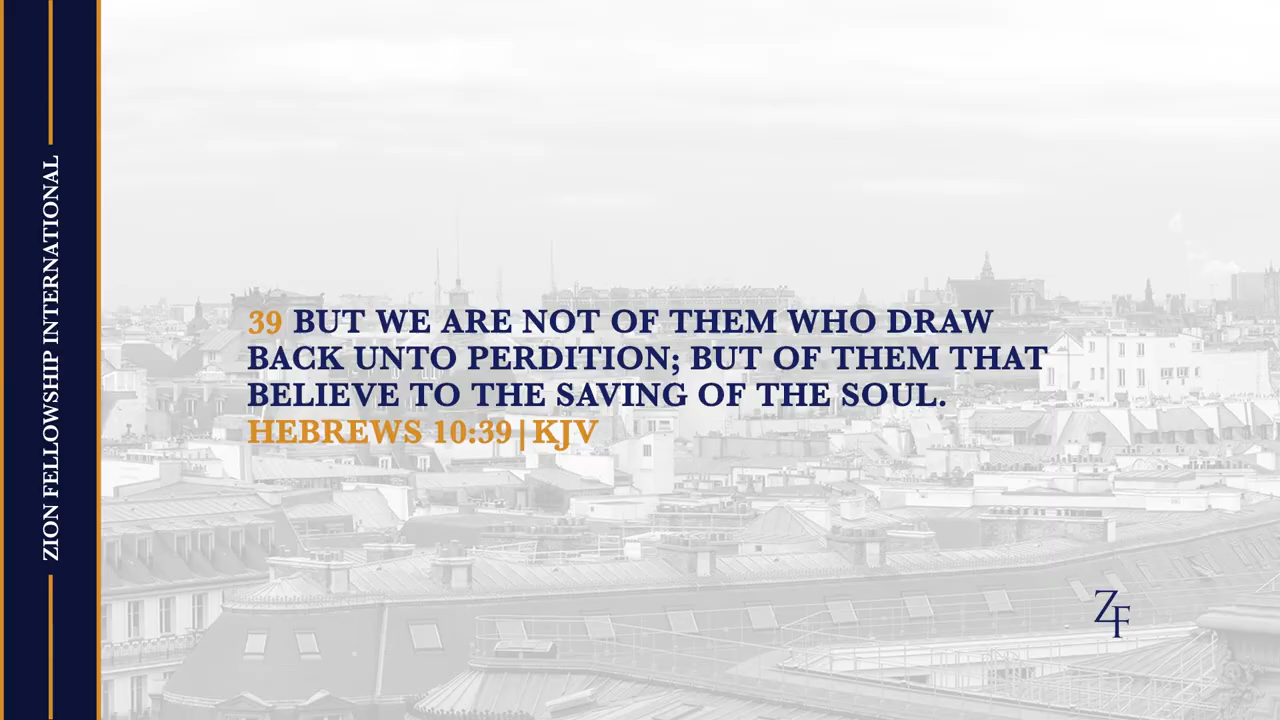 ZION FELLOWSHIP INTERNATIONAL
39 BUT WE ARE NOT OF THEM WHO DRAW
BACK UNTO PERDITION; BUT OF THEM THAT
BELIEVE TO THE SAVING OF THE SOUL.
HEBREWS 10:39|KJV
ZF